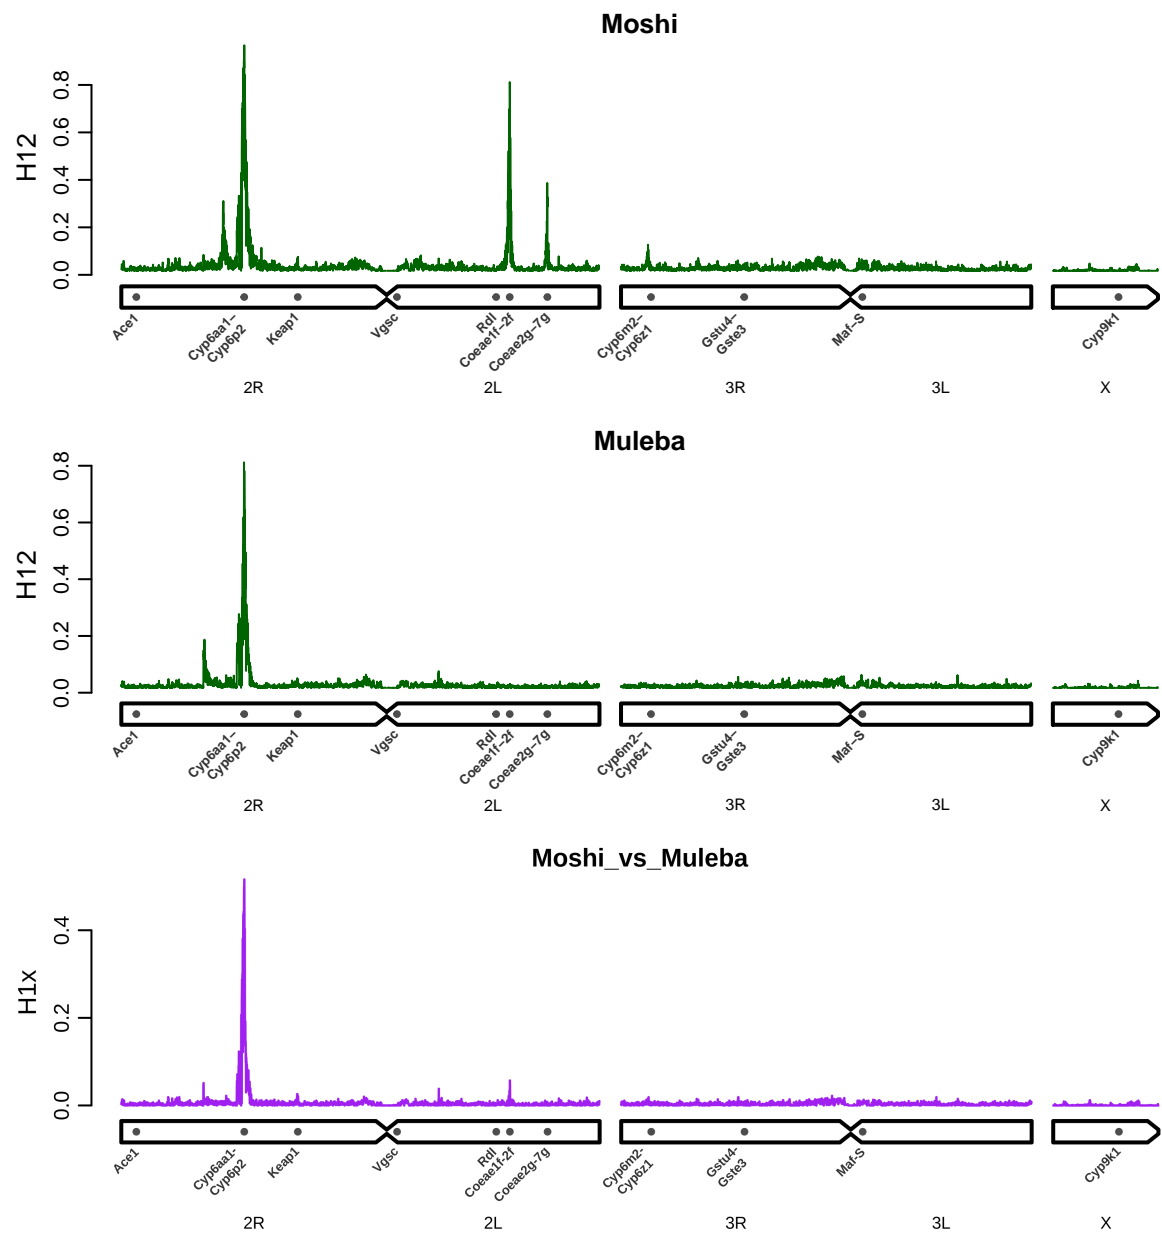 Moshi
H12
0.0 0.2 0.4 0.6 0.8
Ace1
Cyp6aa1–
Cyp6p2
Keap1
Vgsc
Rdl
Coeae1f–2f
Coeae2g–7g
Cyp6m2–
Cyp6z1
Gstu4–
Gste3
Maf–S
Cyp9k1
2R 2L 3R 3L X
Muleba
H12
0.0 0.2 0.4 0.6 0.8
Ace1
Cyp6aa1–
Cyp6p2
Keap1
Vgsc
Rdl
Coeae1f–2f
Coeae2g–7g
Cyp6m2–
Cyp6z1
Gstu4–
Gste3
Maf–S
Cyp9k1
2R 2L 3R 3L X
Moshi_vs_Muleba
H1x
0.0 0.2 0.4
Ace1
Cyp6aa1-
Cyp6p2
Keap1
Vgsc
Rdl
Coeae1f-2f
Coeae2g-7g
Cyp6m2-
Cyp6z1
Gstu4-
Gste3
Maf-S
Cyp9k1
2R 2L 3R 3L X